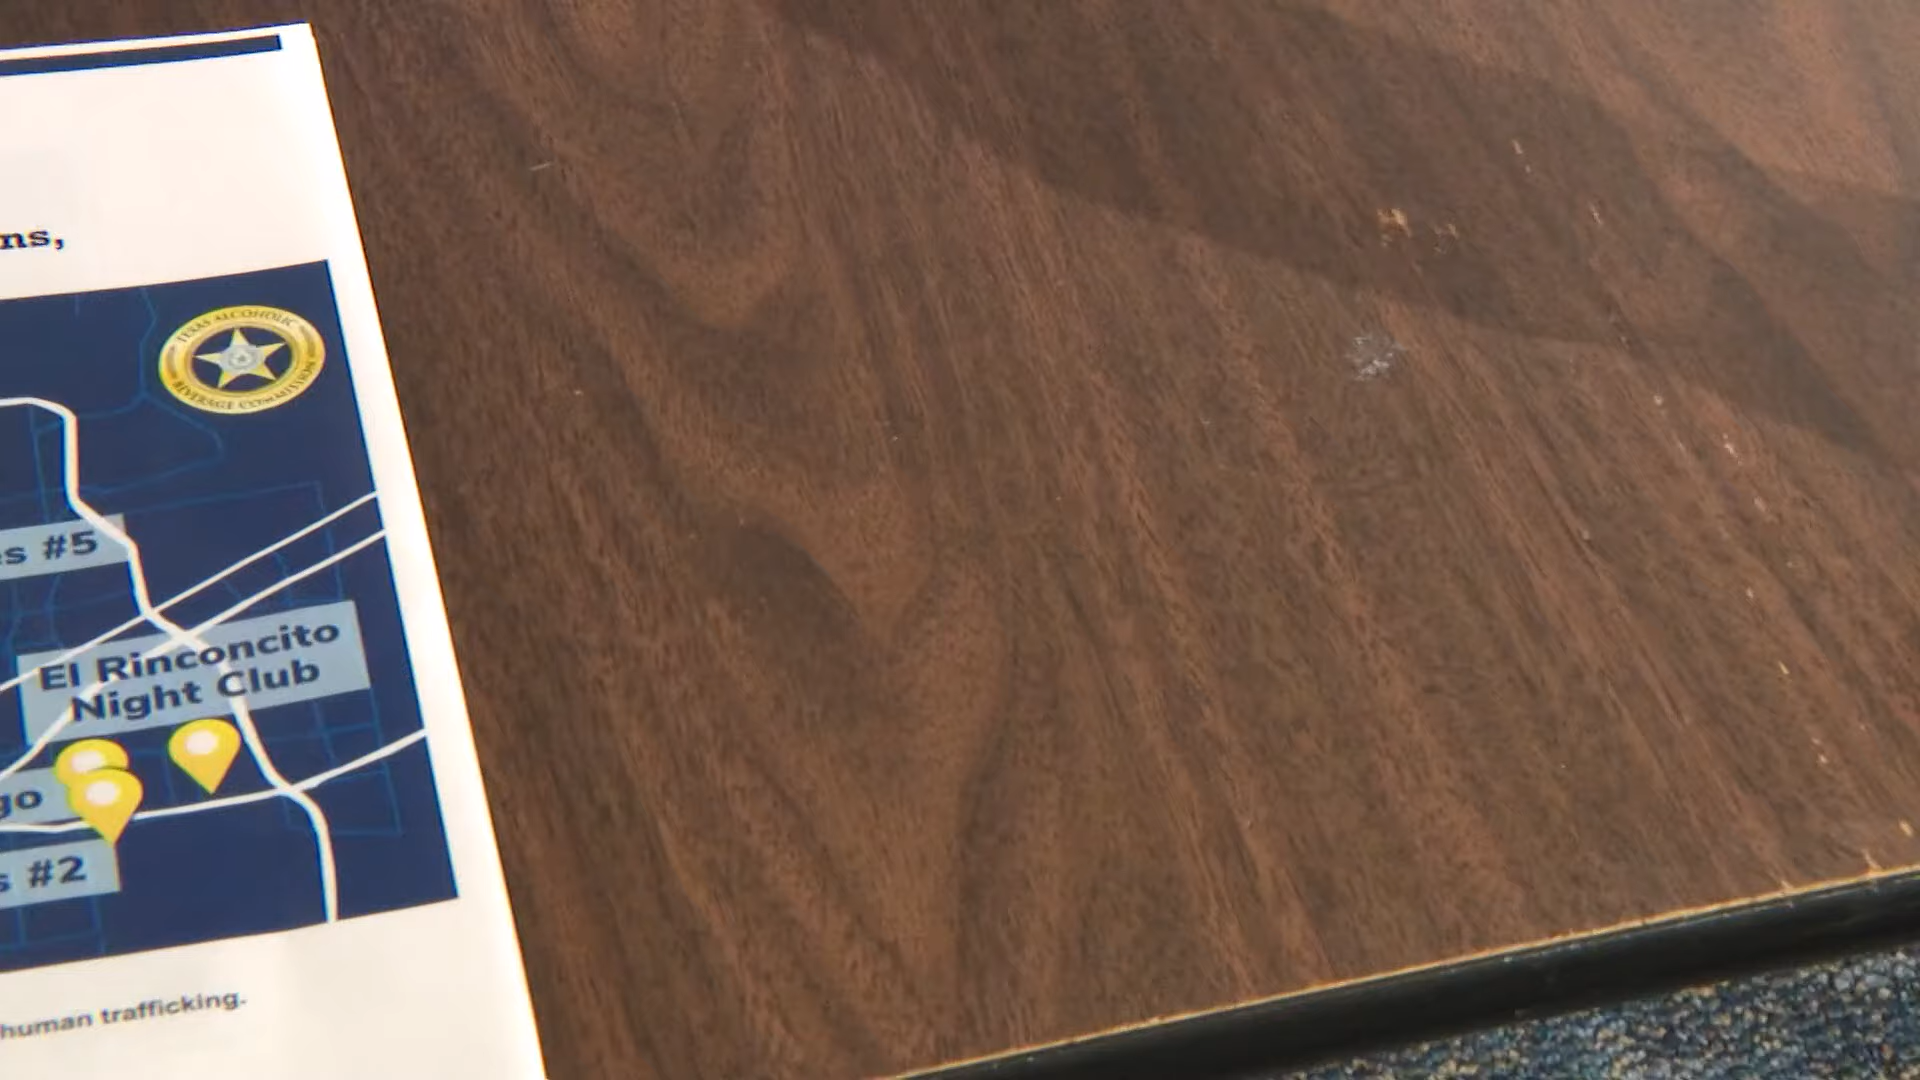 ns,
TEXAS ALCOHOLIC
BEVERAGE COMMISSION
s #5
El Rinconcito
Night Club
go
s #2
human trafficking.